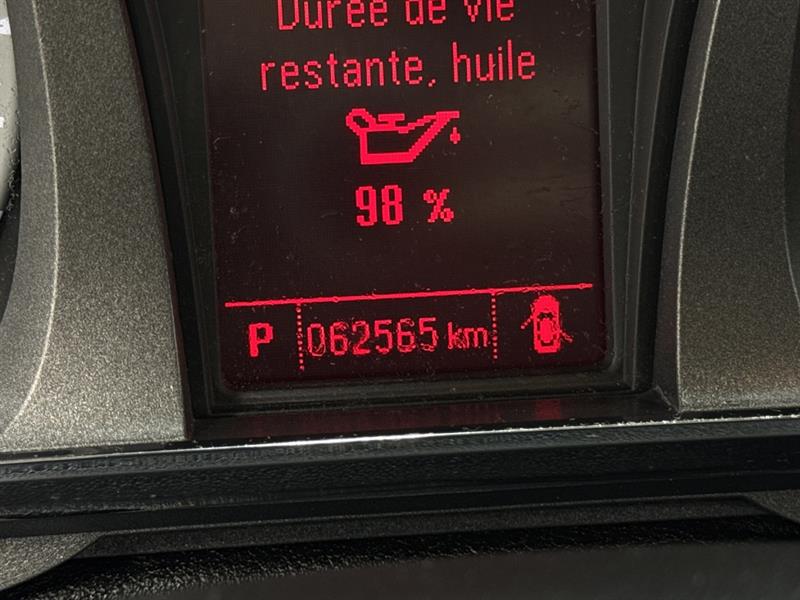 Durée de vie
restante, huile
98 %
P 062565 km